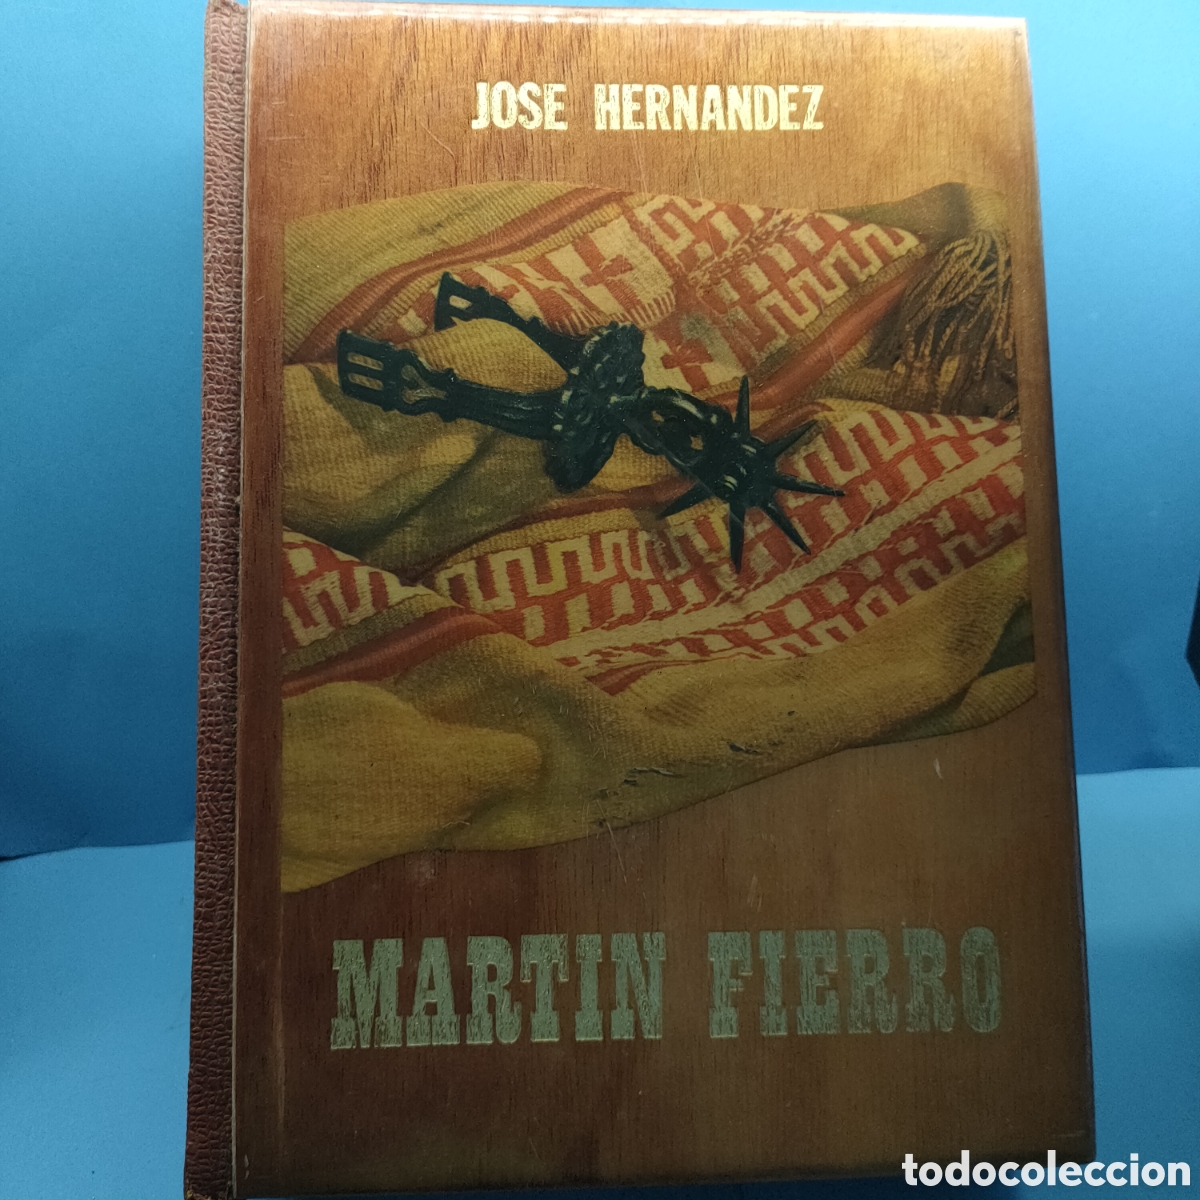 JOSE HERNANDEZ
MARTIN FIERRO
todocoleccion